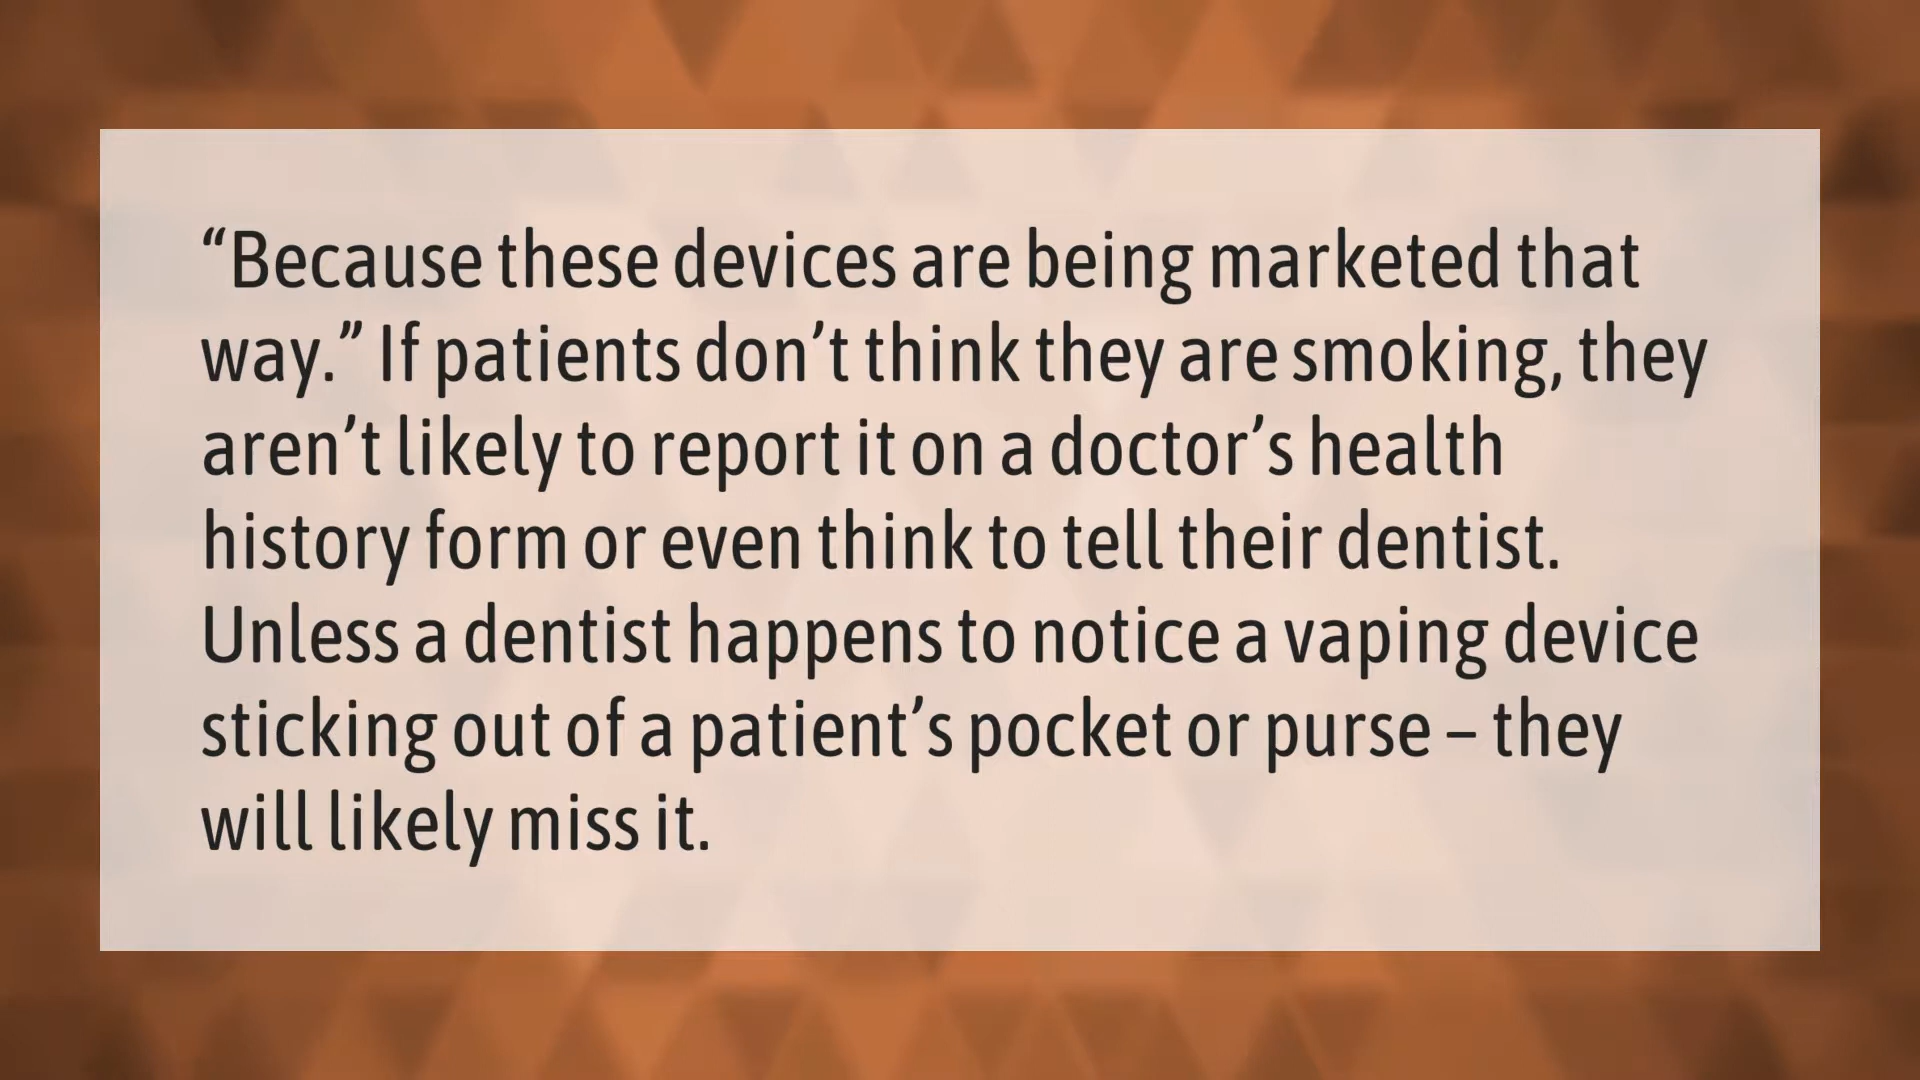 “Because these devices are being marketed that
way.” If patients don’t think they are smoking, they
aren’t likely to report it on a doctor’s health
history form or even think to tell their dentist.
Unless a dentist happens to notice a vaping device
sticking out of a patient’s pocket or purse – they
will likely miss it.